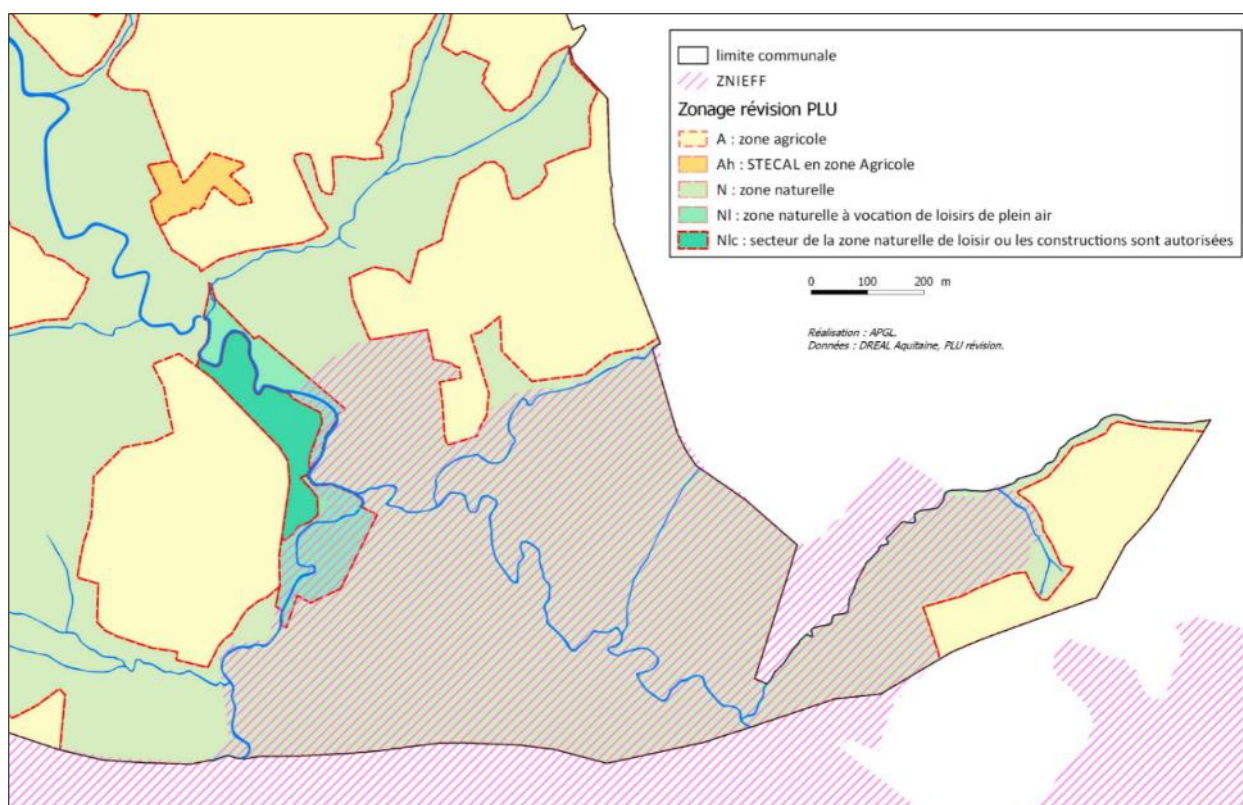 limite communale
ZNIEFF
Zonage révision PLU
A : zone agricole
Ah : STECAL en zone Agricole
N : zone naturelle
Nl : zone naturelle à vocation de loisirs de plein air
Nlc : secteur de la zone naturelle de loisir ou les constructions sont autorisées
0 100 200 m
Réalisation : APGL.
Données : DREAL Aquitaine, PLU révision.